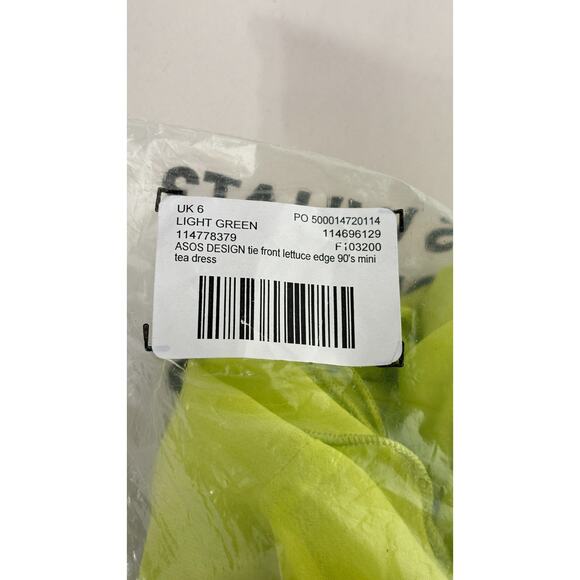 UK 6
LIGHT GREEN PO 500014720114
114778379 114696129
F103200
ASOS DESIGN tie front lettuce edge 90's mini
tea dress